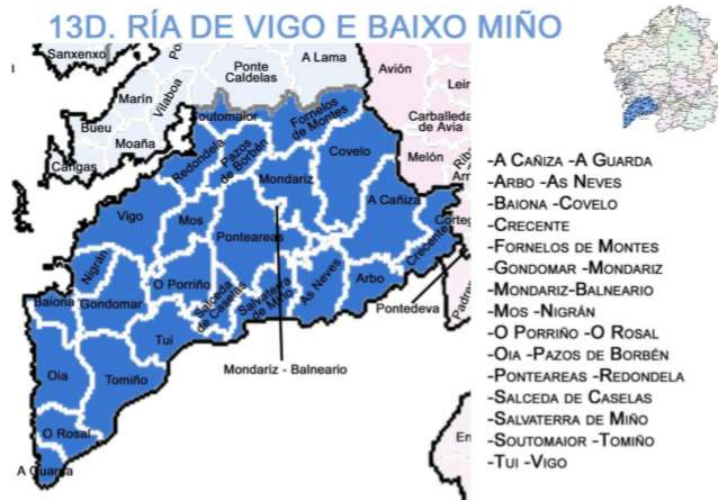 13D. RÍA DE VIGO E BAIXO MIÑO
Sanxenxo
Ponte
Caldelas
A Lama
Avión
Marín
Vilaboa
Bueu
Moaña
Cangas
Carballeda
de Avia
Melón
Soutomaior
Fornelos
de Montes
Redondela
Pazos
de Borbén
Covelo
Mondariz
A Cañiza
Vigo
Mos
Ponteareas
Crecente
Nigrán
O Porriño
Salceda
de Caselas
Salvaterra
de Miño
As Neves
Arbo
Baiona
Gondomar
Pontedeva
Tui
Mondariz - Balneario
Oia
Tomiño
O Rosal
A Guarda
-A CAÑIZA -A GUARDA
-ARBO -AS NEVES
-BAIONA -COVELO
-CRECENTE
-FORNELOS DE MONTES
-GONDOMAR -MONDARIZ
-MONDARIZ-BALNEARIO
-MOS -NIGRÁN
-O PORRIÑO -O ROSAL
-OIA -PAZOS DE BORBÉN
-PONTEAREAS -REDONDELA
-SALCEDA DE CASELAS
-SALVATERRA DE MIÑO
-SOUTOMAIOR -TOMIÑO
-TUI -VIGO